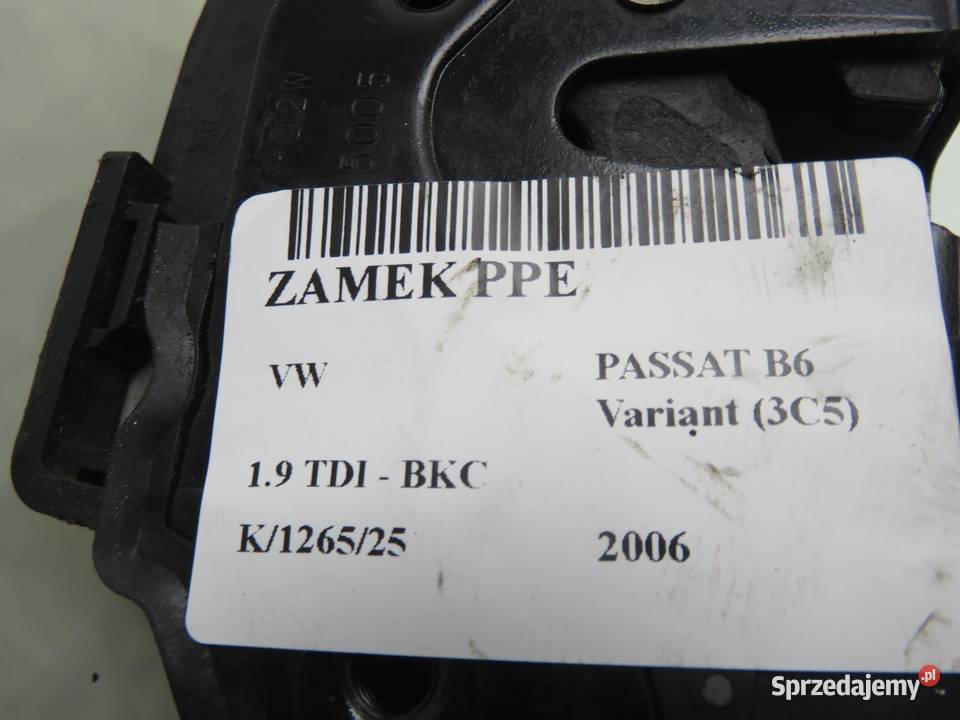 02W
5005
ZAMEK PPE
VW
PASSAT B6
Variant (3C5)
1.9 TDI - BKC
K/1265/25
2006
Sprzedajemy.pl